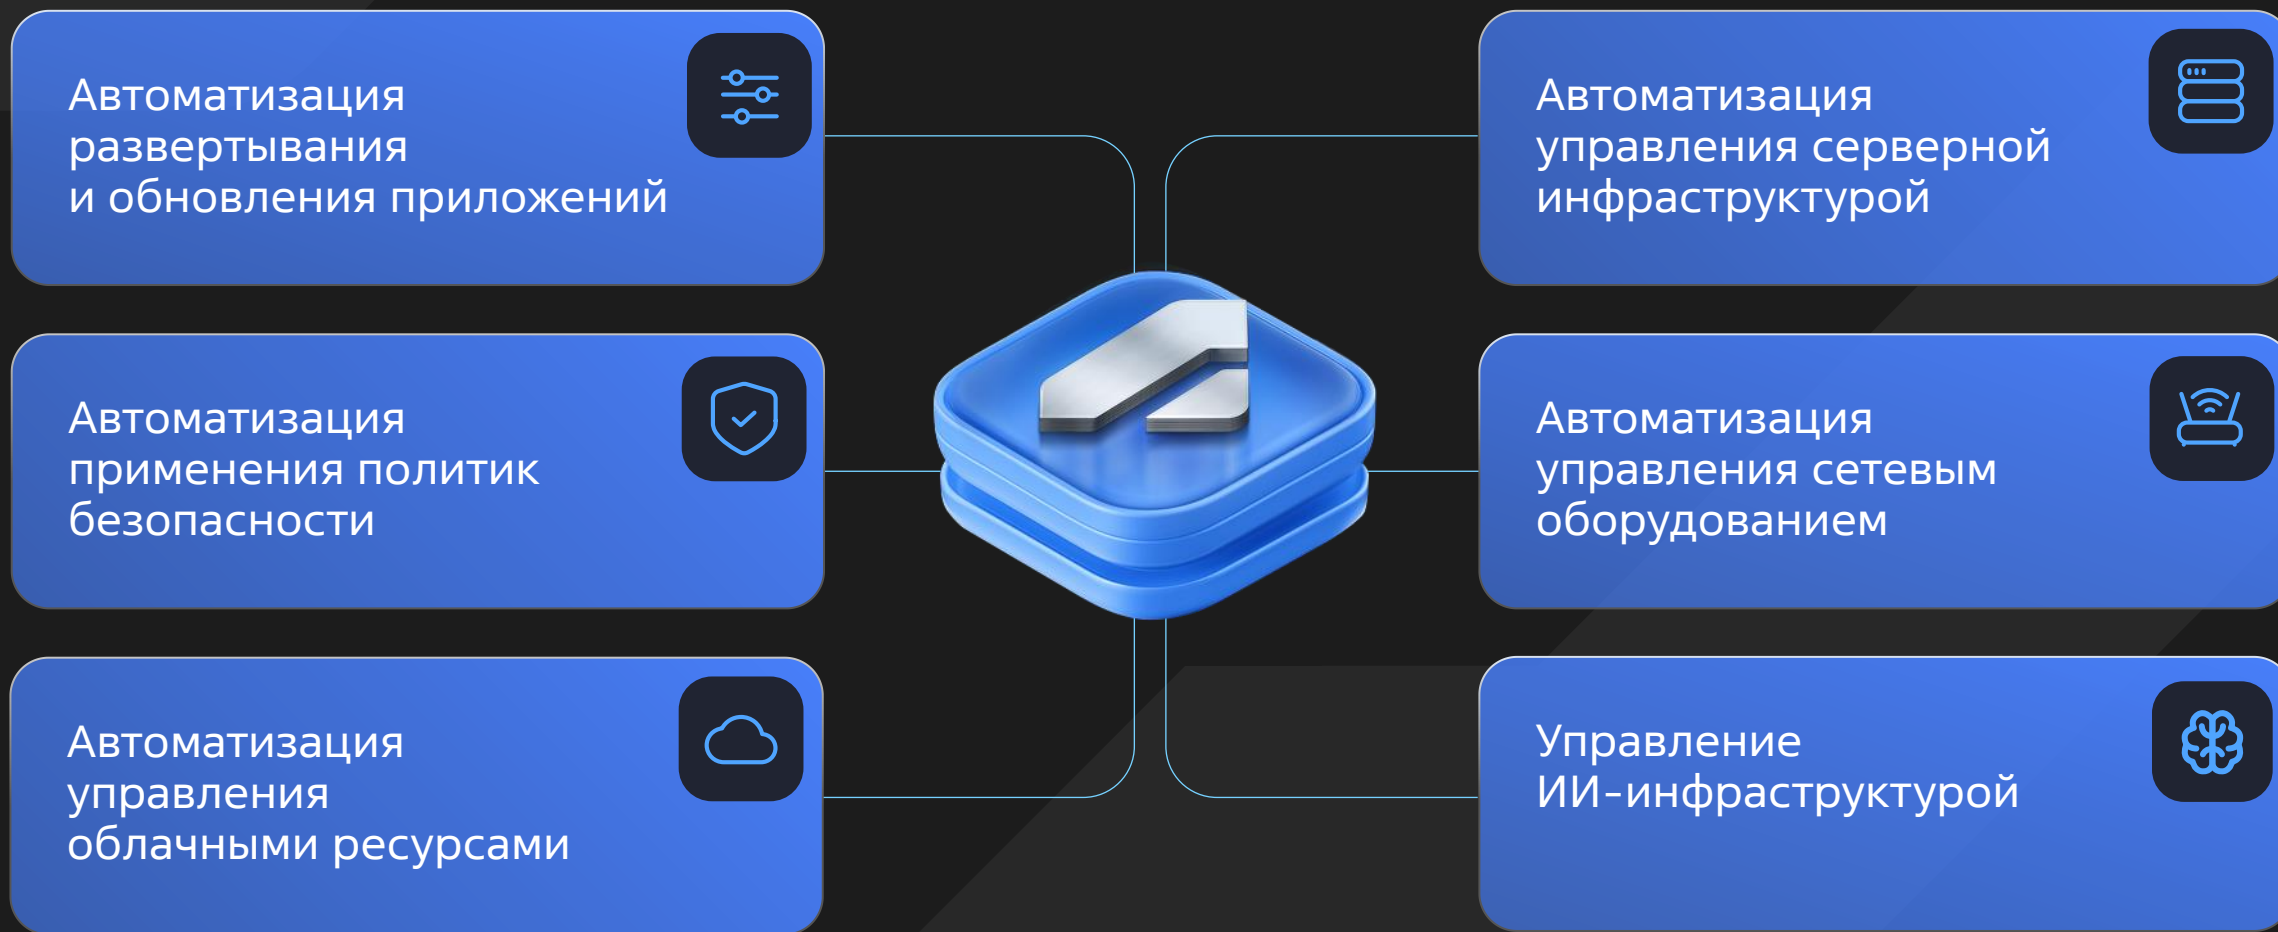 Автоматизация
развертывания
и обновления приложений
Автоматизация
применения политик
безопасности
Автоматизация
управления
облачными ресурсами
Автоматизация
управления серверной
инфраструктурой
Автоматизация
управления сетевым
оборудованием
Управление
ИИ-инфраструктурой